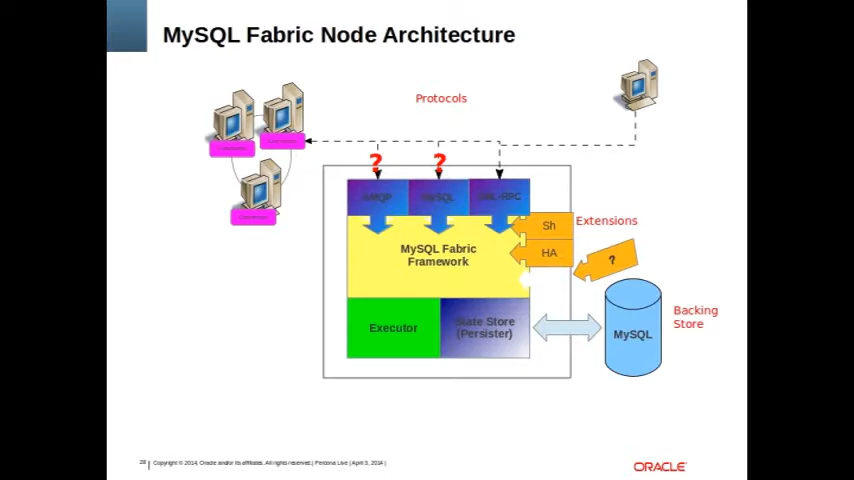 MySQL Fabric Node Architecture
Protocols
?
?
AMQP
MySQL
XML-RPC
Sh
Extensions
HA
?
MySQL Fabric
Framework
Executor
State Store
(Persister)
MySQL
Backing
Store
28
Copyright © 2014, Oracle and/or its affiliates. All rights reserved.| Percona Live | April 3, 2014 |
ORACLE